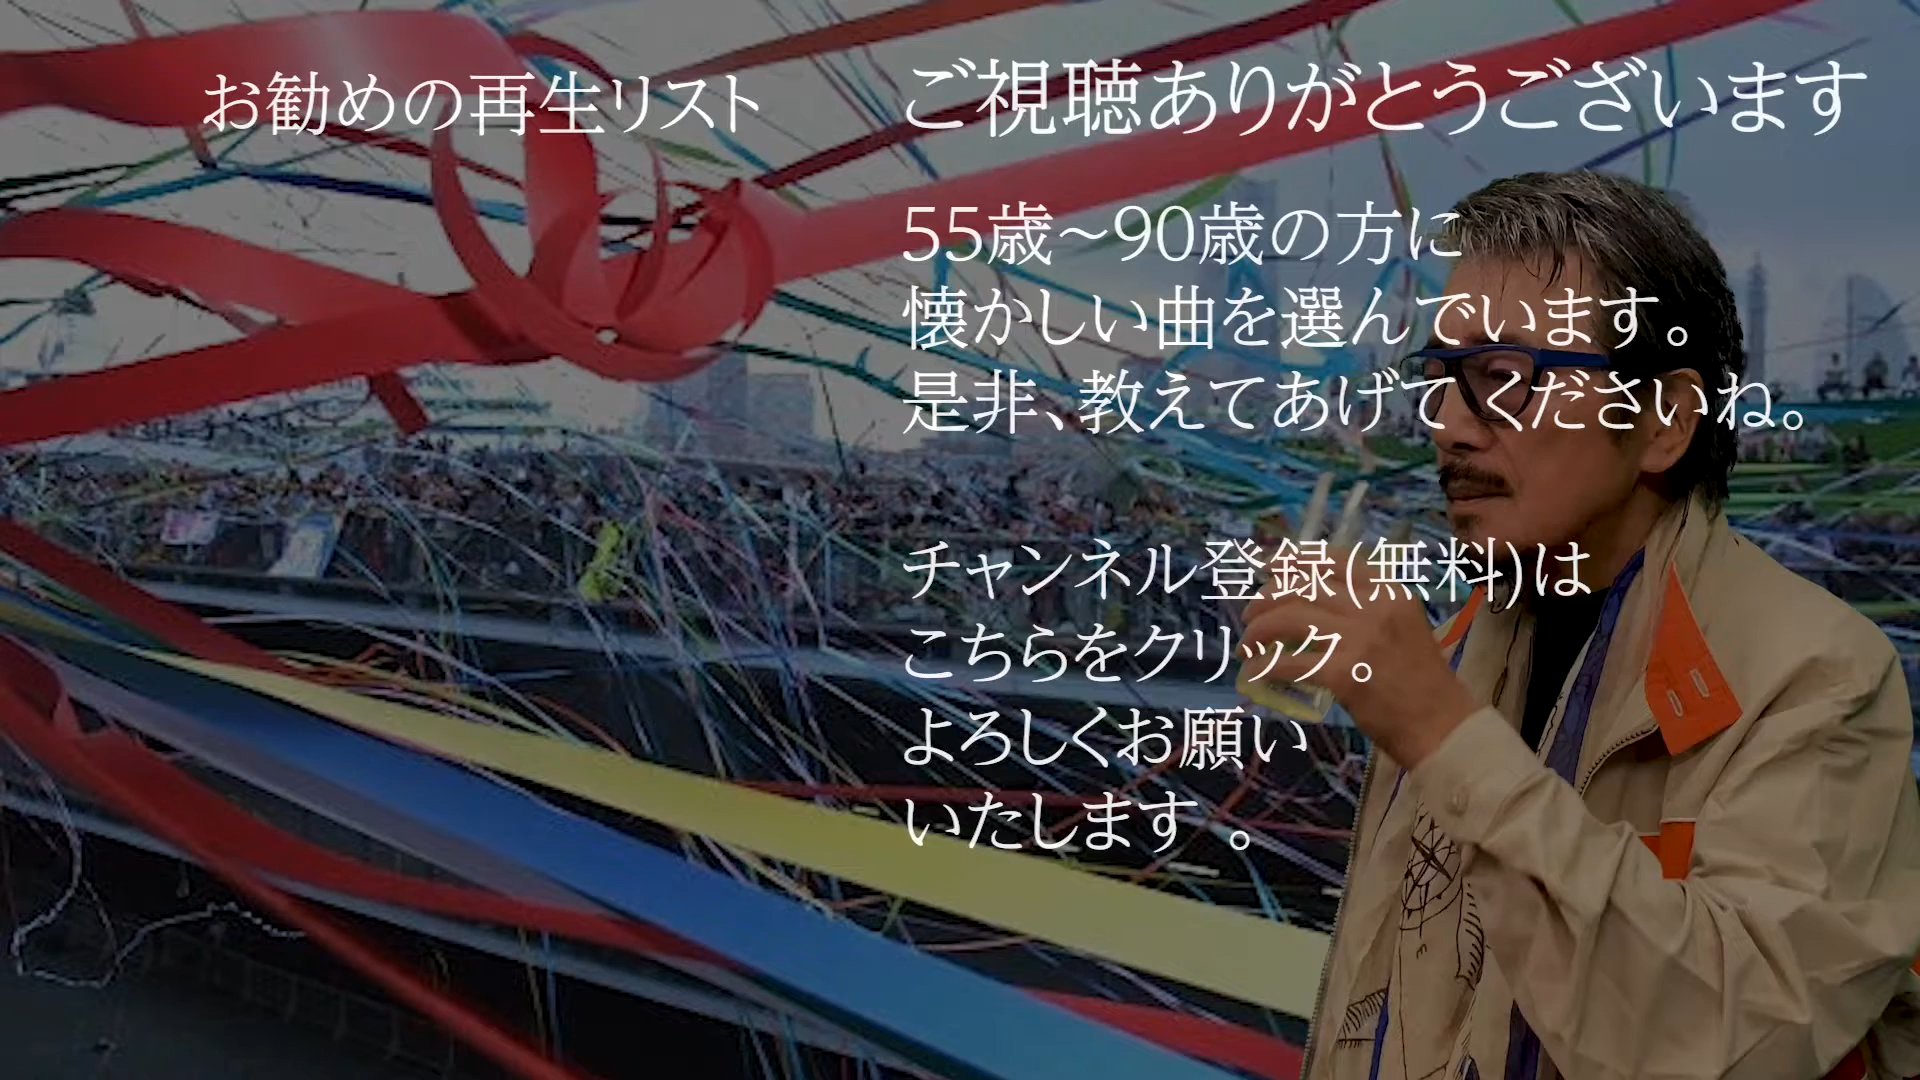 お勧めの再生リスト
ご視聴ありがとうございます
55歳～90歳の方に
懐かしい曲を選んでいます。
是非、教えてあげてくださいね。
チャンネル登録(無料)は
こちらをクリック。
よろしくお願い
いたします 。